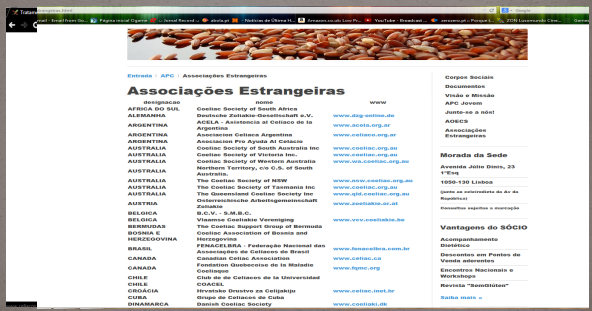 Entrada | APC | Associações Estrangeiras
Associações Estrangeiras
designacao nome www
AFRICA DO SUL Coeliac Society of South Africa
ALEMANHA Deutsche Zoliakie-Gesellschaft e.V. www.dzg-online.de
ARGENTINA ACELA - Asistencia al Celiaco de la Argentina www.acela.org.ar
ARGENTINA Asociacion Celiaca Argentina www.celiaco.org.ar
ARGENTINA Asociacion Pro Ayuda Al Celacio
AUSTRALIA Coeliac Society of South Australia Inc www.coeliac.org.au
AUSTRALIA Coeliac Society of Victoria Inc. www.coeliac.org.au
AUSTRALIA Coeliac Society of Western Australia www.wa.coeliac.org.au
AUSTRALIA Northern Territory, c/o C.S. of South Australia.
AUSTRALIA The Coeliac Society of NSW www.nsw.coeliac.org.au
AUSTRALIA The Coeliac Society of Tasmania Inc www.coeliac.org.au
AUSTRALIA The Queensland Coeliac Society Inc www.qld.coeliac.org.au
AUSTRIA Osterreichische Arbeitsgemeinschaft Zoliakie www.zoeliakie.or.at
BELGICA B.C.V. - S.M.B.C.
BELGICA Vlaamse Coeliakie Vereniging www.vcv.coeliakie.be
BERMUDAS The Coeliac Support Group of Bermuda
BOSNIA E HERZEGOVINA Coeliac Association of Bosnia and Herzegovina
BRASIL FENACELBRA - Federação Nacional das Associações de Celiacos do Brasil www.fenacelbra.com.br
CANADA Canadian Celiac Association www.celiac.ca
CANADA Fondation Quebecoise de la Maladie Coeliaque www.fqmc.org
CHILE Club de de Celiacos de la Universidad
CHILE COACEL
CROÁCIA Hrvatsko Drustvo za Celijakiju www.celiac.inet.hr
CUBA Grupo de Celiacos de Cuba
DINAMARCA Danish Coeliac Society www.coeliaki.dk
Corpos Sociais
Documentos
Visão e Missão
APC Jovem
Junte-se a nós!
ADECS
Associações
Estrangeiras
Morada da Sede
Avenida Júlio Dinis, 23
1ºEsq
1050-130 Lisboa
República)
Consultas sujeitas a marcação
Vantagens do SÓCIO
Acompanhamento
Dietético
Descontos em Pontos de
Venda aderentes
Encontros Nacionais e
Workshops
Revista "SemGlúten"
Saiba mais »